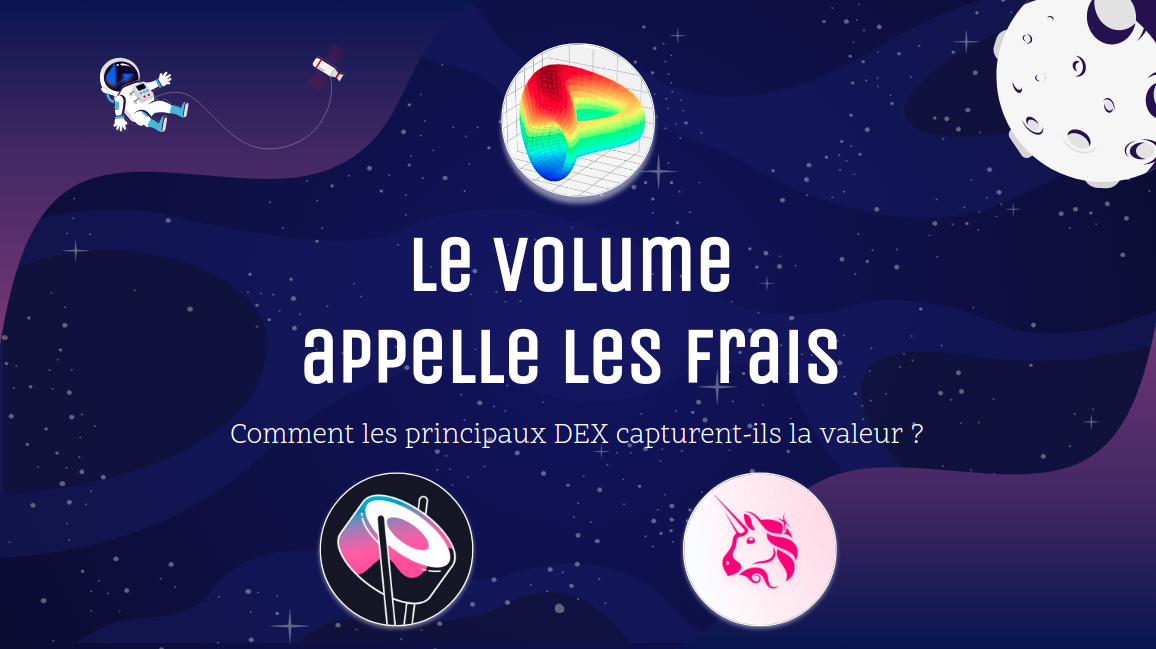 Le volume
appelle les frais
Comment les principaux DEX capturent-ils la valeur ?